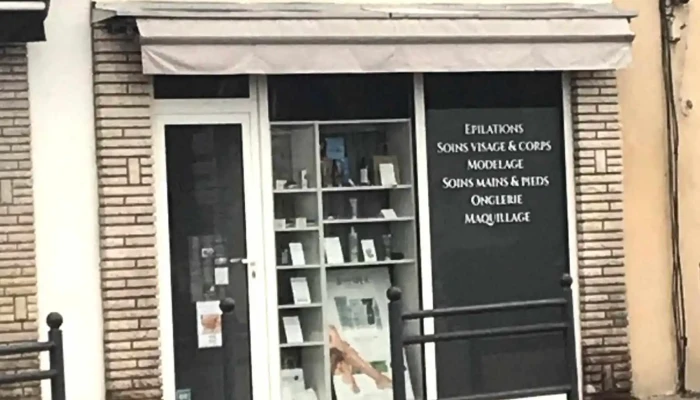 EPILATIONS
SOINS VISAGE & CORPS
MODELAGE
SOINS MAINS & PIEDS
ONGLERIE
MAQUILLAGE